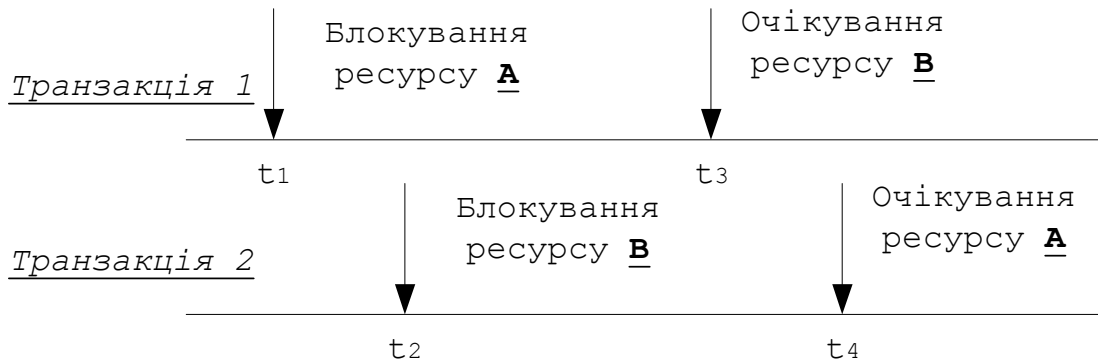 Блокування
ресурсу A
Очікування
ресурсу B
Транзакція 1
t1
t3
Блокування
ресурсу B
Очікування
ресурсу A
Транзакція 2
t2
t4